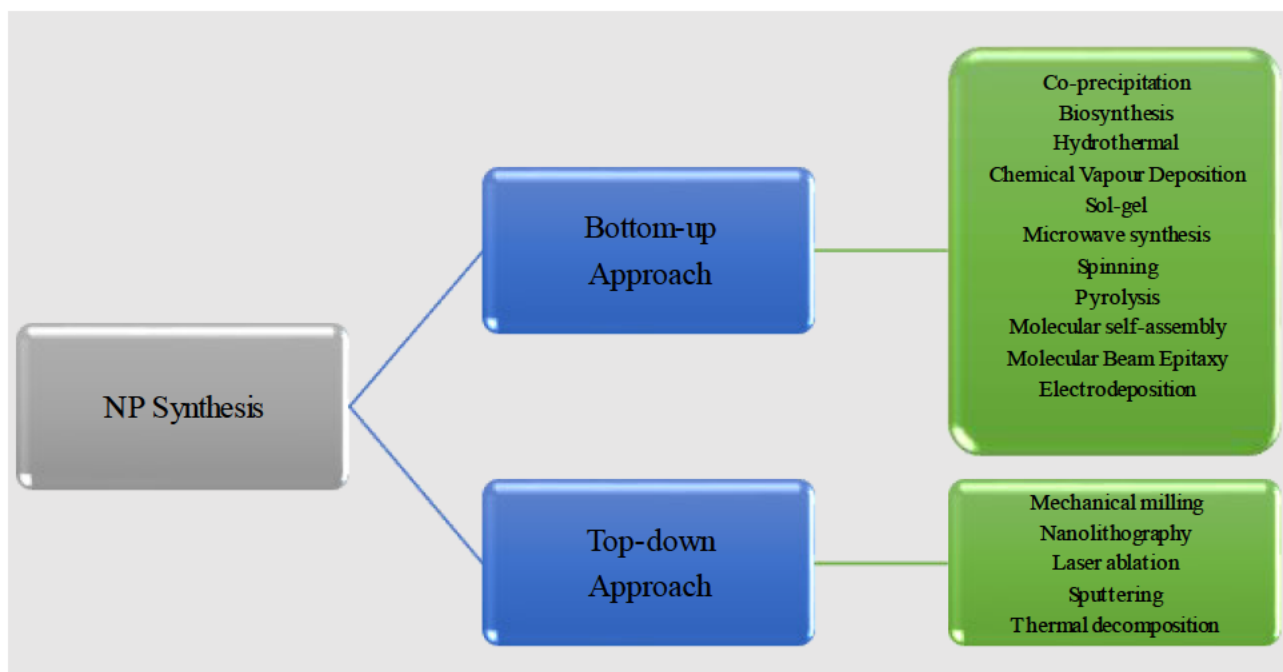 NP Synthesis
Bottom-up
Approach
Co-precipitation
Biosynthesis
Hydrothermal
Chemical Vapour Deposition
Sol-gel
Microwave synthesis
Spinning
Pyrolysis
Molecular self-assembly
Molecular Beam Epitaxy
Electrodeposition
Top-down
Approach
Mechanical milling
Nanolithography
Laser ablation
Sputtering
Thermal decomposition